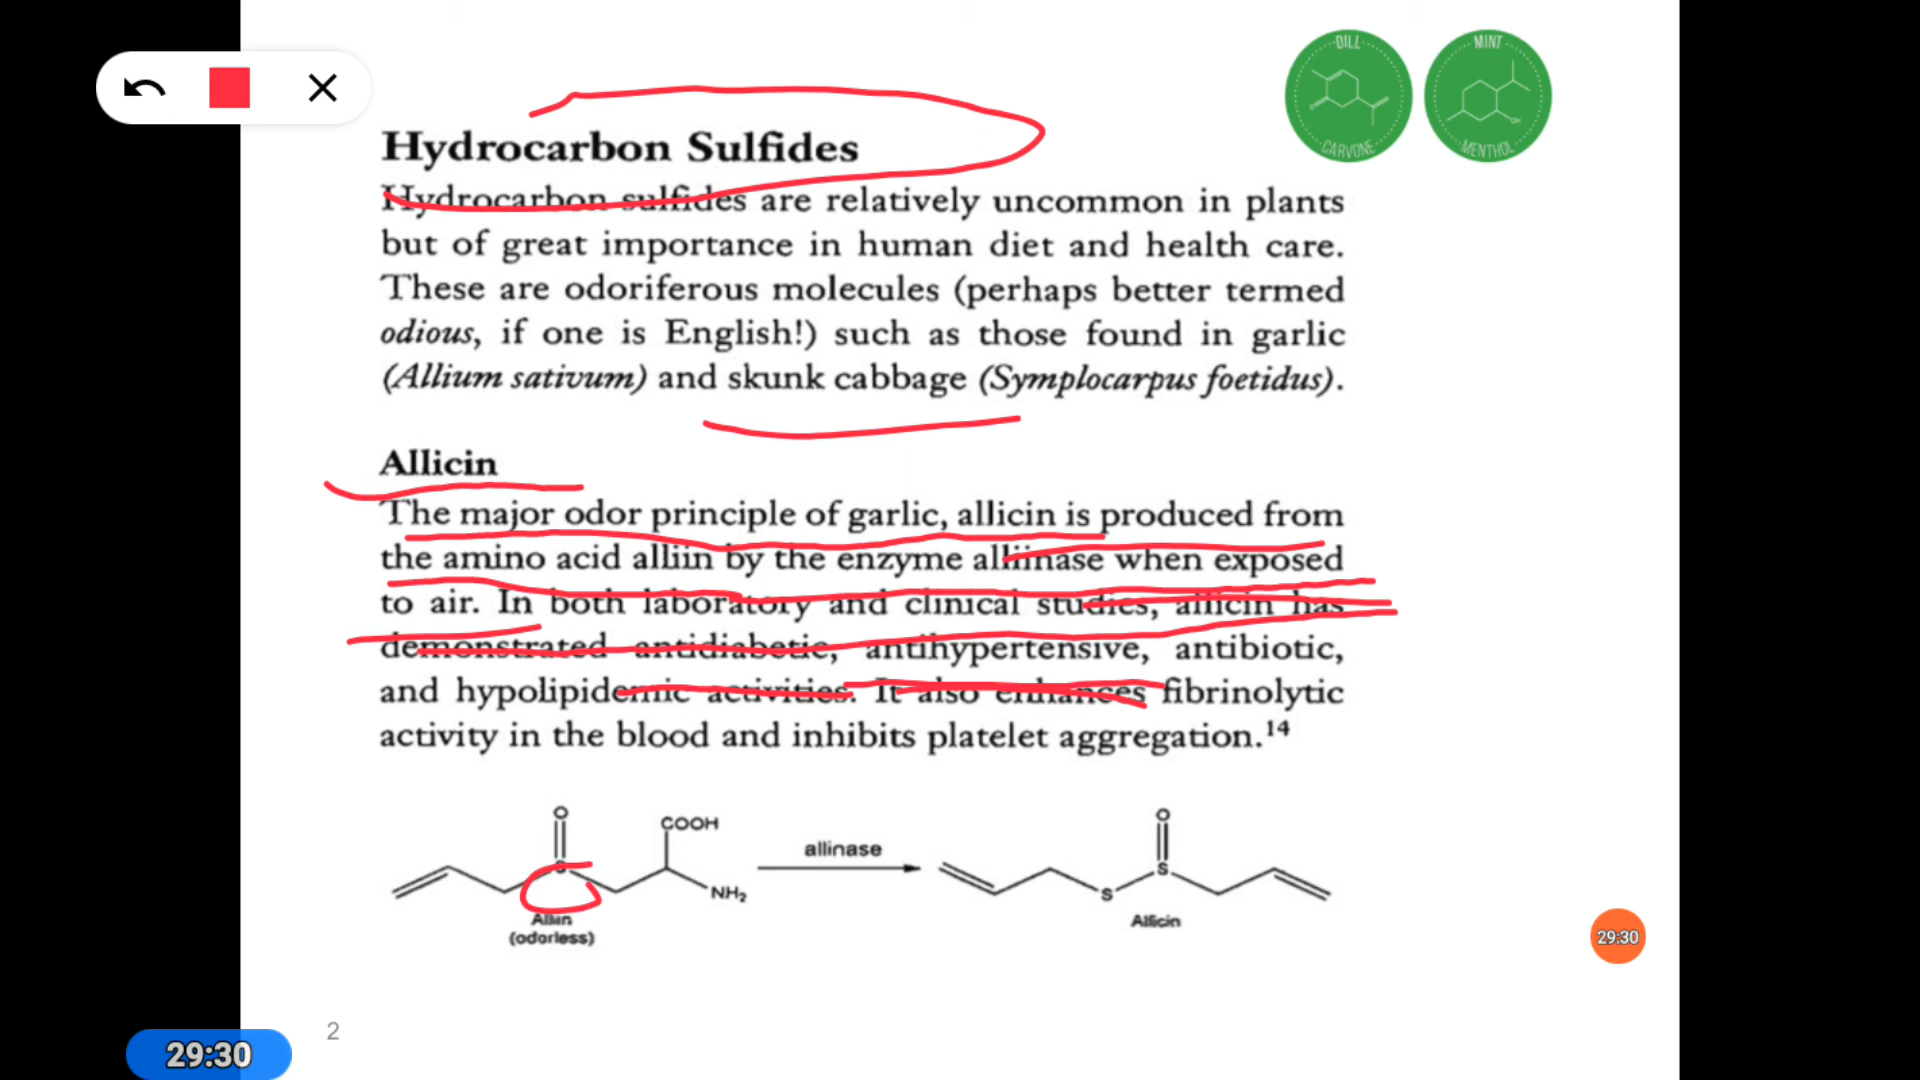 DILL
CARVONE
MINT
OH
MENTHOL
Hydrocarbon Sulfides
Hydrocarbon sulfides are relatively uncommon in plants
but of great importance in human diet and health care.
These are odoriferous molecules (perhaps better termed
odious, if one is English!) such as those found in garlic
(Allium sativum) and skunk cabbage (Symplocarpus foetidus).
Allicin
The major odor principle of garlic, allicin is produced from
the amino acid alliin by the enzyme alliinase when exposed
to air. In both laboratory and clinical studies, allicin has
demonstrated antidiabetic, antihypertensive, antibiotic,
and hypolipidemic activities. It also enhances fibrinolytic
activity in the blood and inhibits platelet aggregation.14
O
S
COOH
NH2
Alliin
(odorless)
allinase
O
S
S
Allicin
29:30
2
29:30